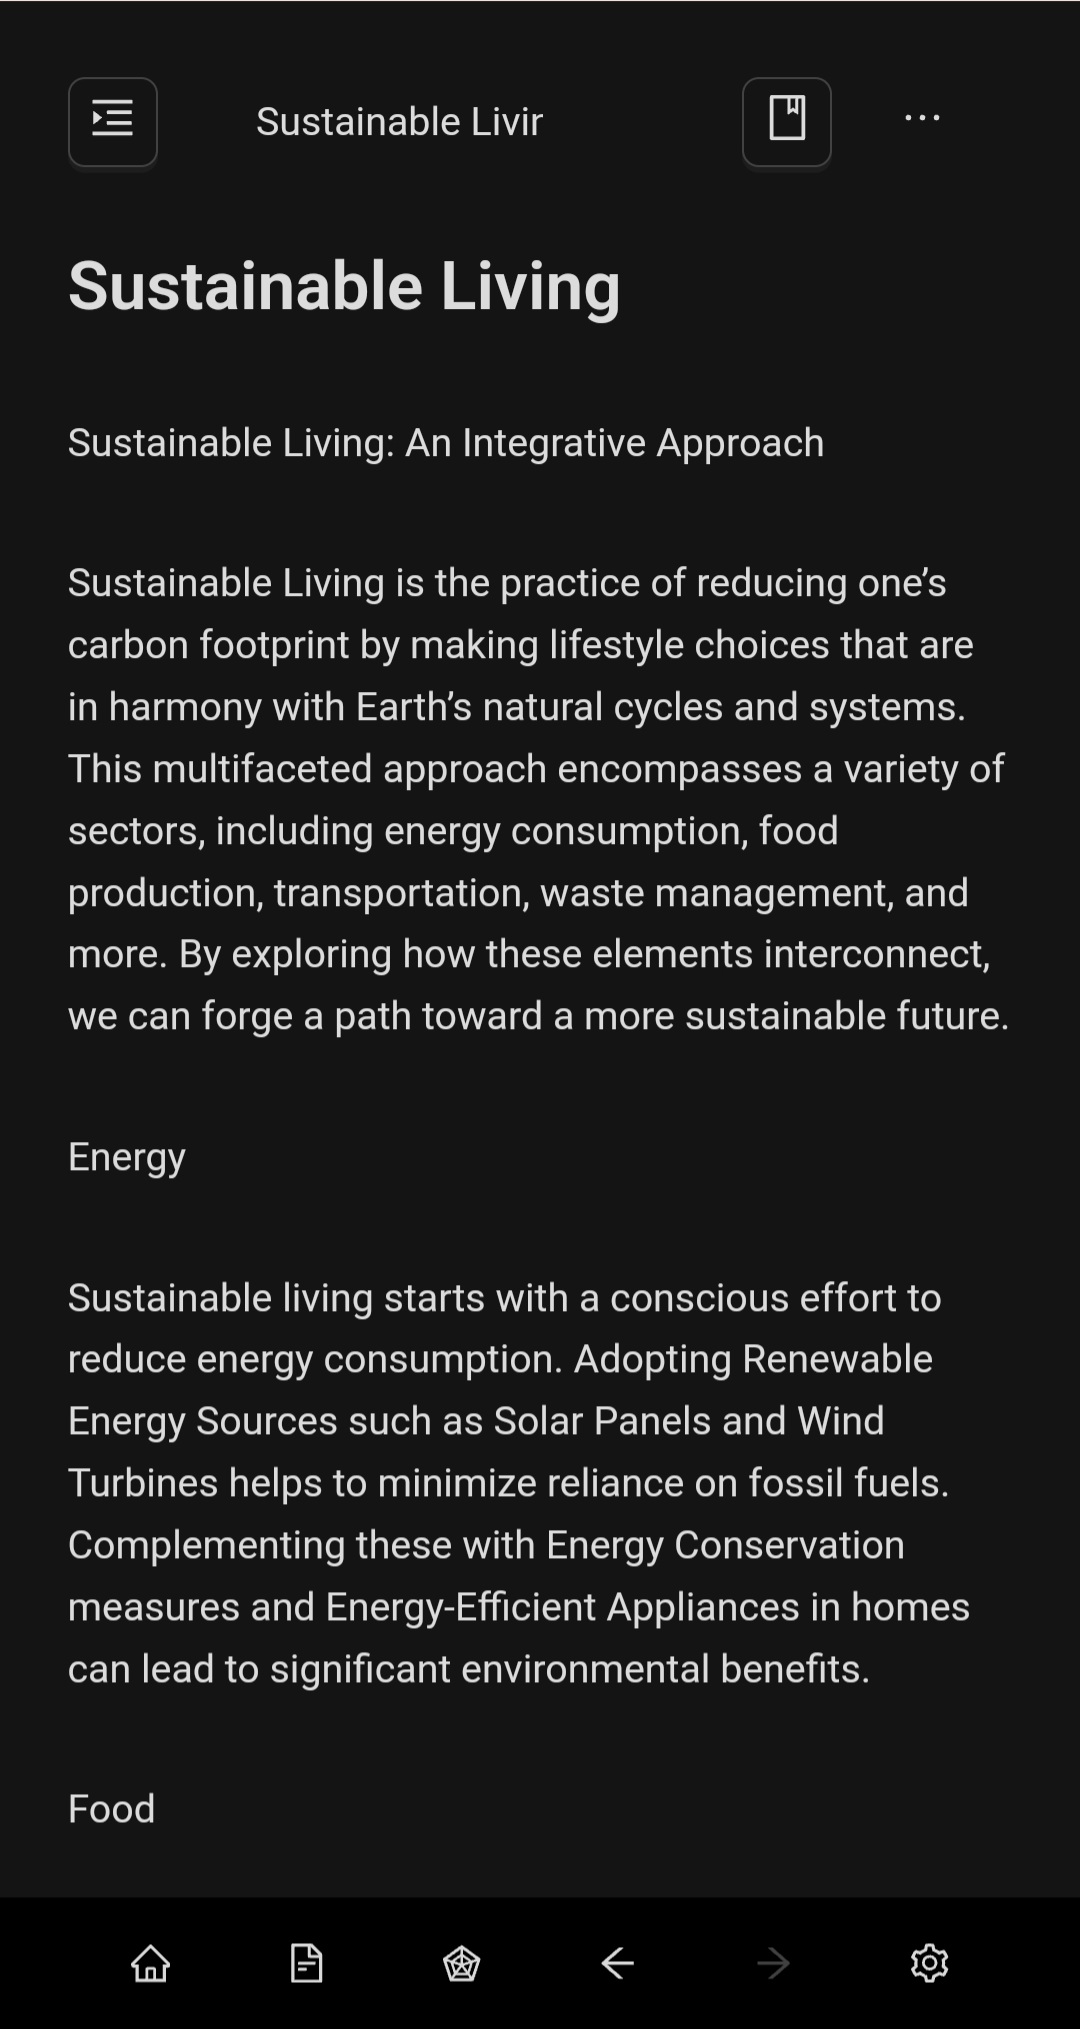 Sustainable Livir
Sustainable Living
Sustainable Living: An Integrative Approach
Sustainable Living is the practice of reducing one’s
carbon footprint by making lifestyle choices that are
in harmony with Earth’s natural cycles and systems.
This multifaceted approach encompasses a variety of
sectors, including energy consumption, food
production, transportation, waste management, and
more. By exploring how these elements interconnect,
we can forge a path toward a more sustainable future.
Energy
Sustainable living starts with a conscious effort to
reduce energy consumption. Adopting Renewable
Energy Sources such as Solar Panels and Wind
Turbines helps to minimize reliance on fossil fuels.
Complementing these with Energy Conservation
measures and Energy-Efficient Appliances in homes
can lead to significant environmental benefits.
Food